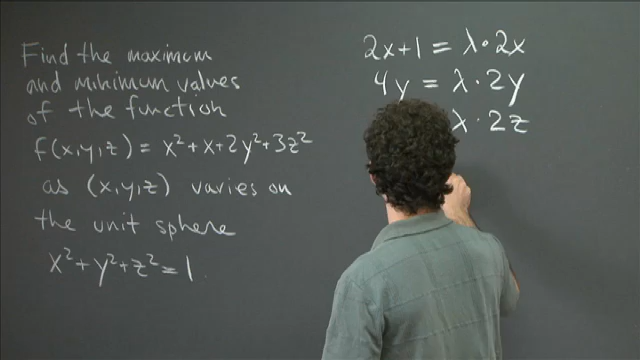 Find the maximum
and minimum values
of the function
f(x,y,z) = x² + x + 2y² + 3z²
as (x,y,z) varies on
the unit sphere
x² + y² + z² = 1.
2x+1 = λ·2x
4y = λ·2y
λ·2z